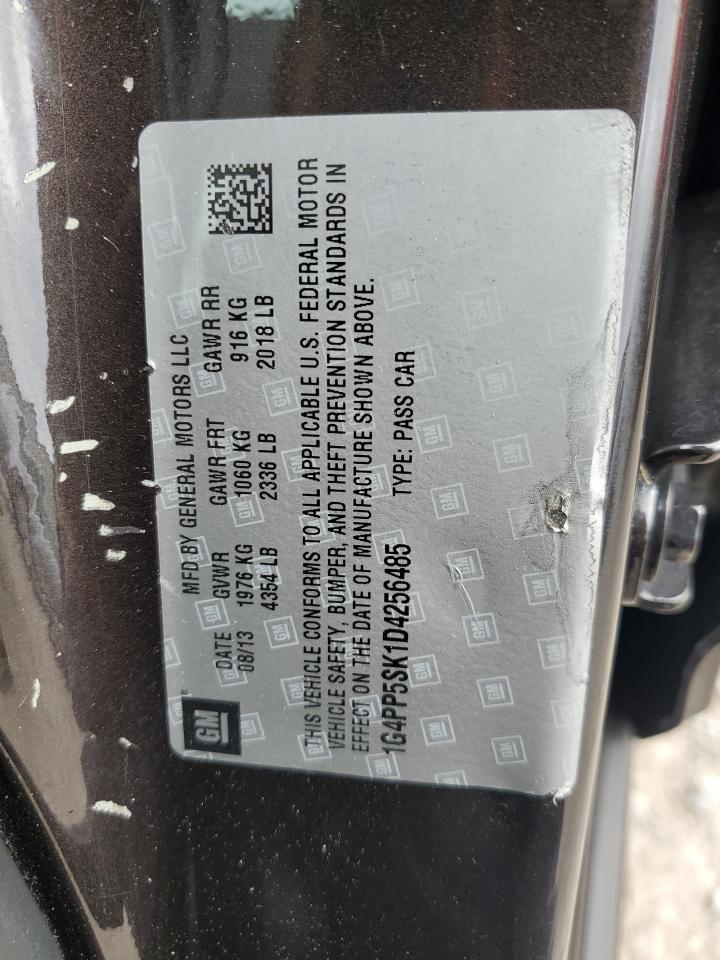 GM®
MFD BY GENERAL MOTORS LLC
DATE GVWR GAWR FRT GAWR RR
08/13 1976 KG 1060 KG 916 KG
4354 LB 2336 LB 2018 LB
THIS VEHICLE CONFORMS TO ALL APPLICABLE U.S. FEDERAL MOTOR
VEHICLE SAFETY, BUMPER, AND THEFT PREVENTION STANDARDS IN
EFFECT ON THE DATE OF MANUFACTURE SHOWN ABOVE.
1G4PP5SK1D4256485 TYPE: PASS CAR